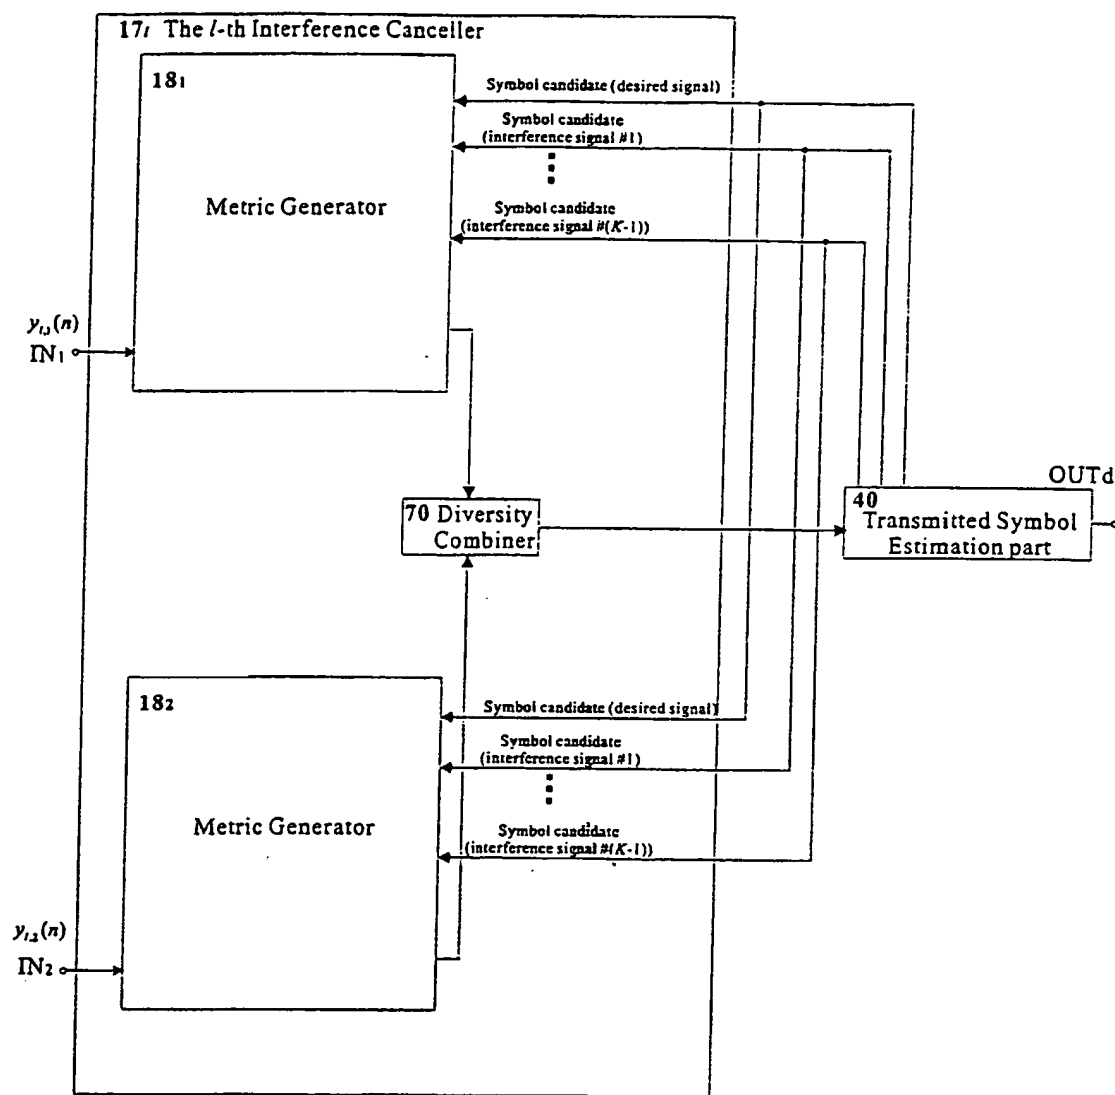 17l The l-th Interference Canceller
181
Symbol candidate (desired signal)
Symbol candidate
(interference signal #1)
Metric Generator
Symbol candidate
(interference signal #(K-1))
yl,1(n)
IN1
OUTd
70 Diversity
Combiner
40
Transmitted Symbol
Estimation part
182
Symbol candidate (desired signal)
Symbol candidate
(interference signal #1)
Metric Generator
Symbol candidate
(interference signal #(K-1))
yl,2(n)
IN2